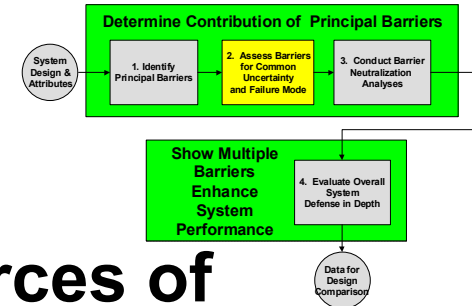 Determine Contribution of Principal Barriers
System
Design &
Attributes
1. Identify
Principal Barriers
2. Assess Barriers
for Common
Uncertainty
and Failure Mode
3. Conduct Barrier
Neutralization
Analyses
Show Multiple
Barriers
Enhance
System
Performance
4. Evaluate Overall
System
Defense in Depth
rces of
Data for
Design
Comparison